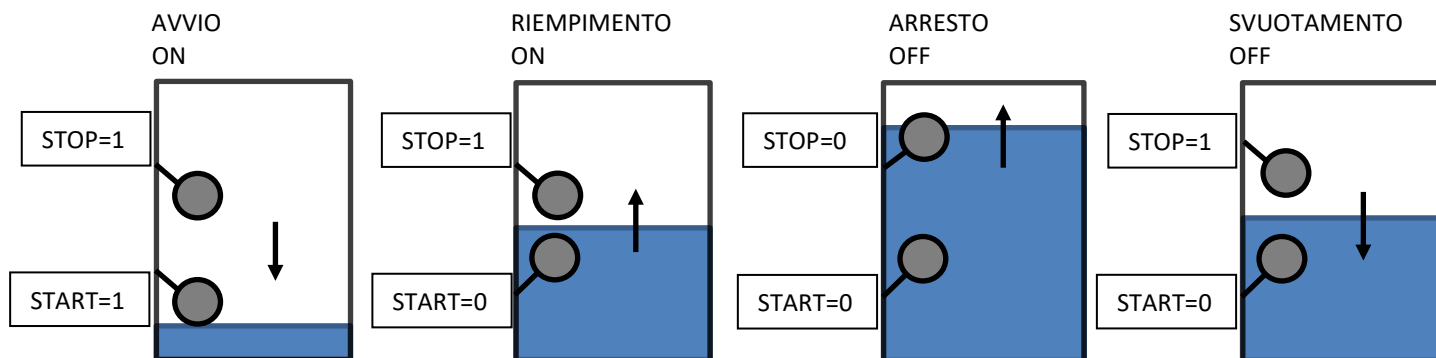 AVVIO
ON
STOP=1
START=1
RIEMPIMENTO
ON
STOP=1
START=0
ARRESTO
OFF
STOP=0
START=0
SVUOTAMENTO
OFF
STOP=1
START=0